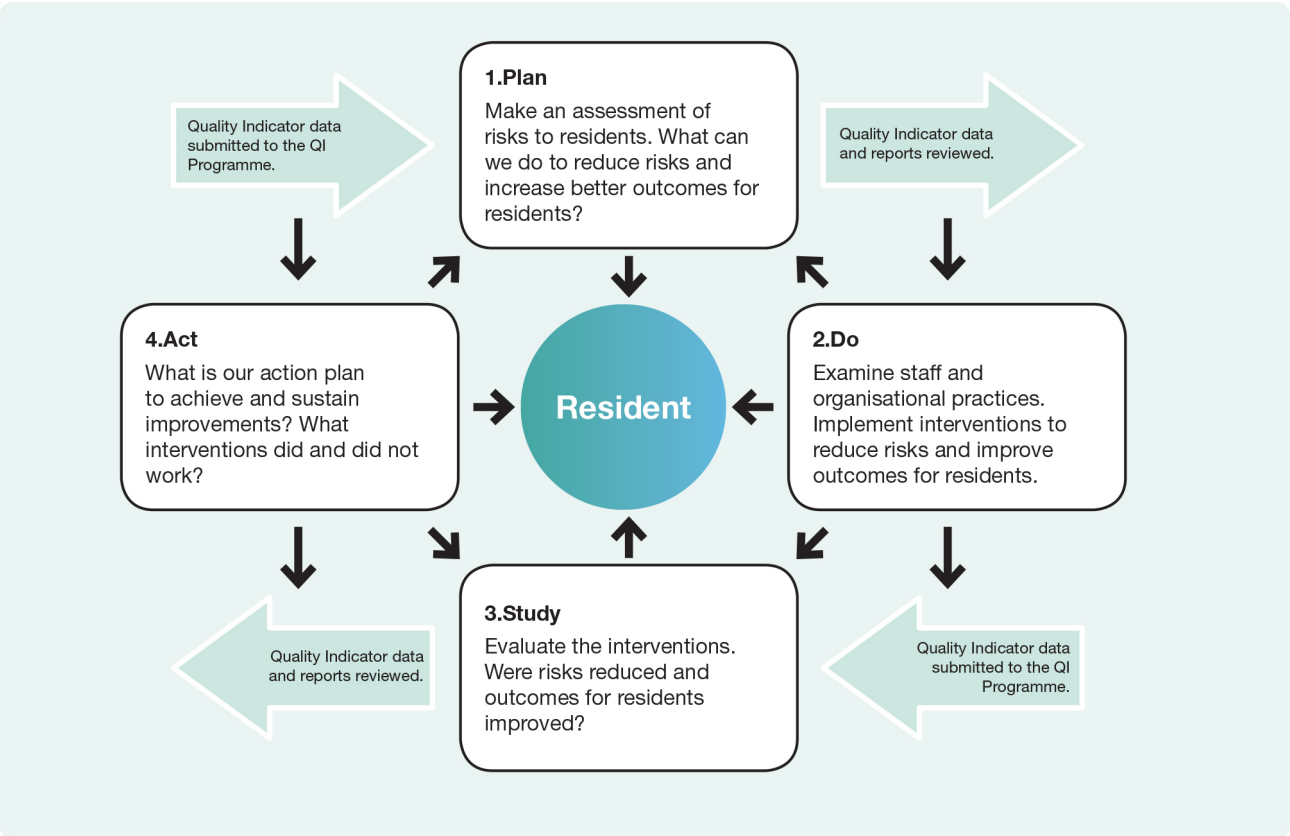 1.Plan
Make an assessment of
risks to residents. What can
we do to reduce risks and
increase better outcomes for
residents?
Quality Indicator data
submitted to the QI
Programme.
Quality Indicator data
and reports reviewed.
4.Act
What is our action plan
to achieve and sustain
improvements? What
interventions did and did not
work?
Resident
2.Do
Examine staff and
organisational practices.
Implement interventions to
reduce risks and improve
outcomes for residents.
3.Study
Evaluate the interventions.
Were risks reduced and
outcomes for residents
improved?
Quality Indicator data
and reports reviewed.
Quality Indicator data
submitted to the QI
Programme.